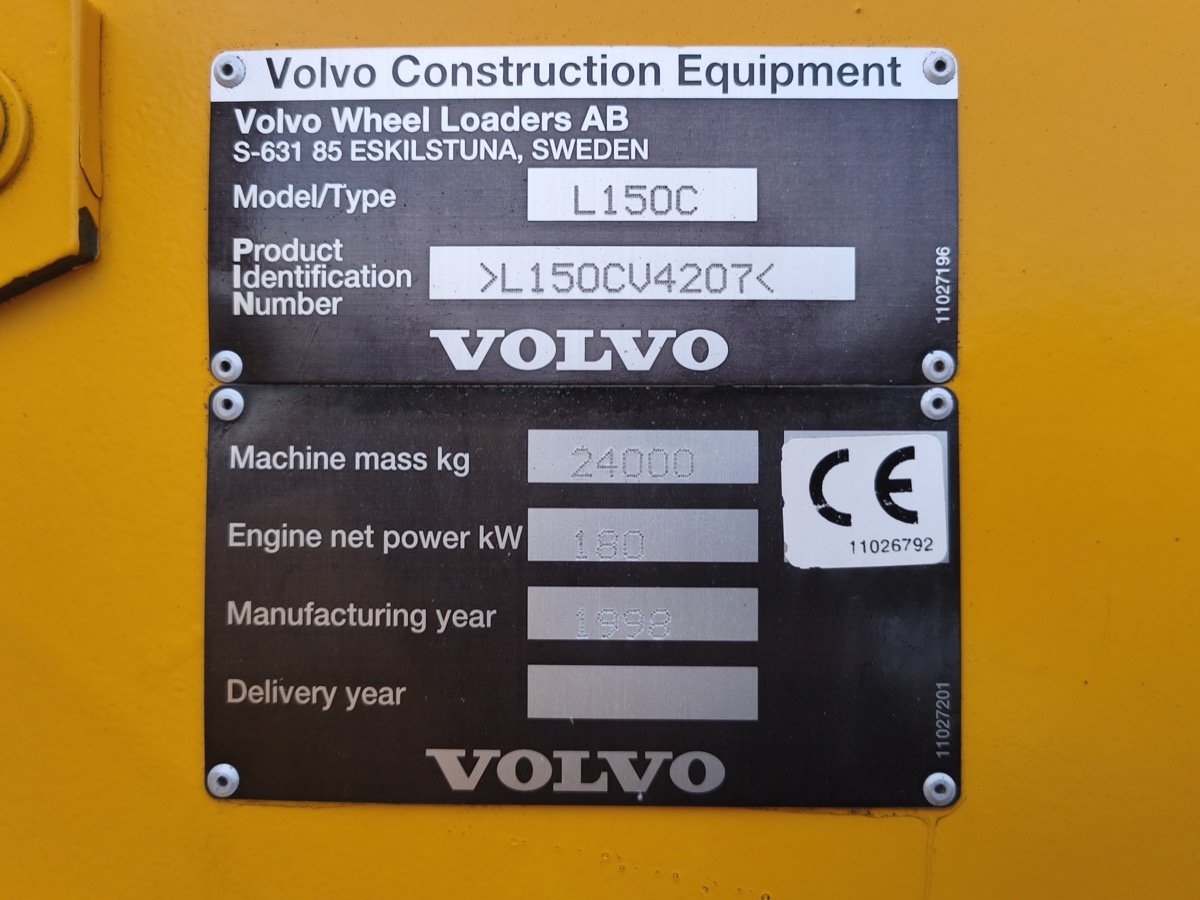 Volvo Construction Equipment
Volvo Wheel Loaders AB
S-631 85 ESKILSTUNA, SWEDEN
Model/Type L150C
Product
Identification >L150CV4207<
Number
11027196
VOLVO
Machine mass kg 24000
CE
11026792
Engine net power kW 180
Manufacturing year 1998
Delivery year
11027201
VOLVO